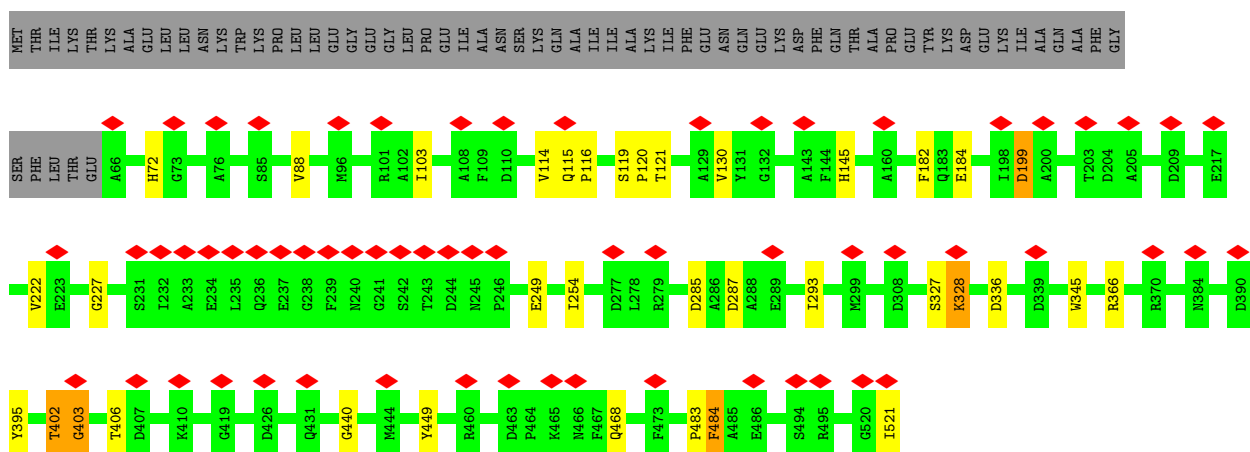 MET THR ILE LYS THR LYS ALA GLU LEU LEU ASN LYS TRP LYS PRO LEU LEU GLU GLY GLU GLY LEU PRO GLU ILE ALA ASN SER LYS GLN ALA ILE ILE ALA LYS ILE PHE GLU ASN GLN GLU LYS ASP PHE GLN THR ALA PRO GLU TYR LYS ASP GLU LYS ILE ALA GLN ALA PHE GLY
SER PHE LEU THR GLU A66 H72 G73 A76 S85 V88 M96 R101 A102 I103 A108 F109 D110 V114 Q115 P116 S119 P120 T121 A129 V130 Y131 G132 A143 F144 H145 A160 F182 Q183 E184 I198 D199 A200 T203 D204 A205 D209 E217
V222 E223 G227 S231 I232 A233 E234 L235 Q236 E237 G238 F239 N240 G241 S242 T243 D244 N245 P246 E249 I254 D277 L278 R279 D285 A286 D287 A288 E289 I293 M299 D308 S327 K328 D336 D339 W345 R366 R370 N384 D390
Y395 T402 G403 T406 D407 K410 G419 D426 Q431 G440 M444 Y449 R460 D463 P464 K465 N466 F467 Q468 F473 P483 F484 A485 E486 S494 R495 G520 I521